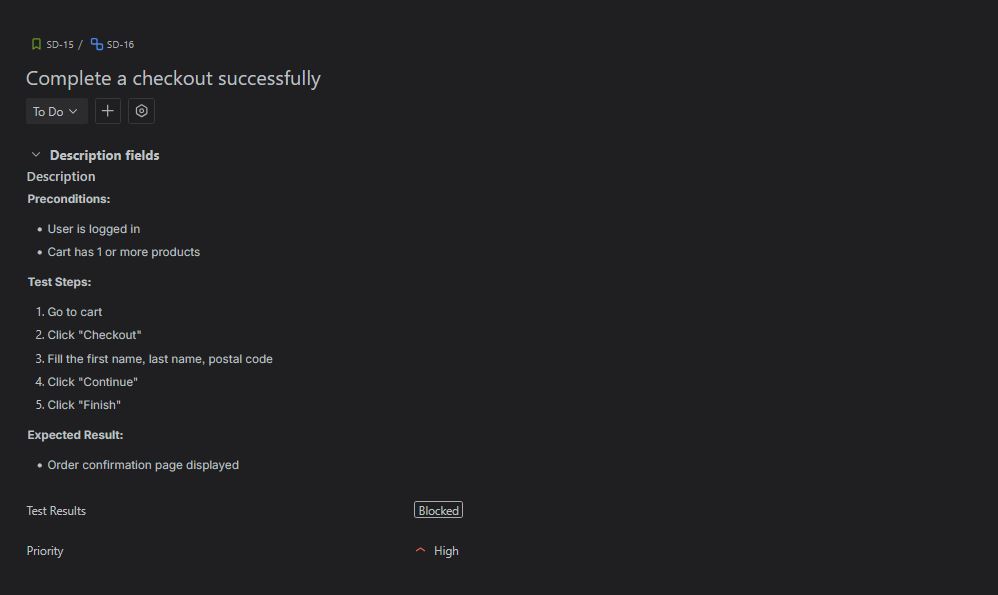 SD-15 / SD-16
Complete a checkout successfully
To Do
Description fields
Description
Preconditions:
• User is logged in
• Cart has 1 or more products
Test Steps:
1. Go to cart
2. Click "Checkout"
3. Fill the first name, last name, postal code
4. Click "Continue"
5. Click "Finish"
Expected Result:
• Order confirmation page displayed
Test Results Blocked
Priority High